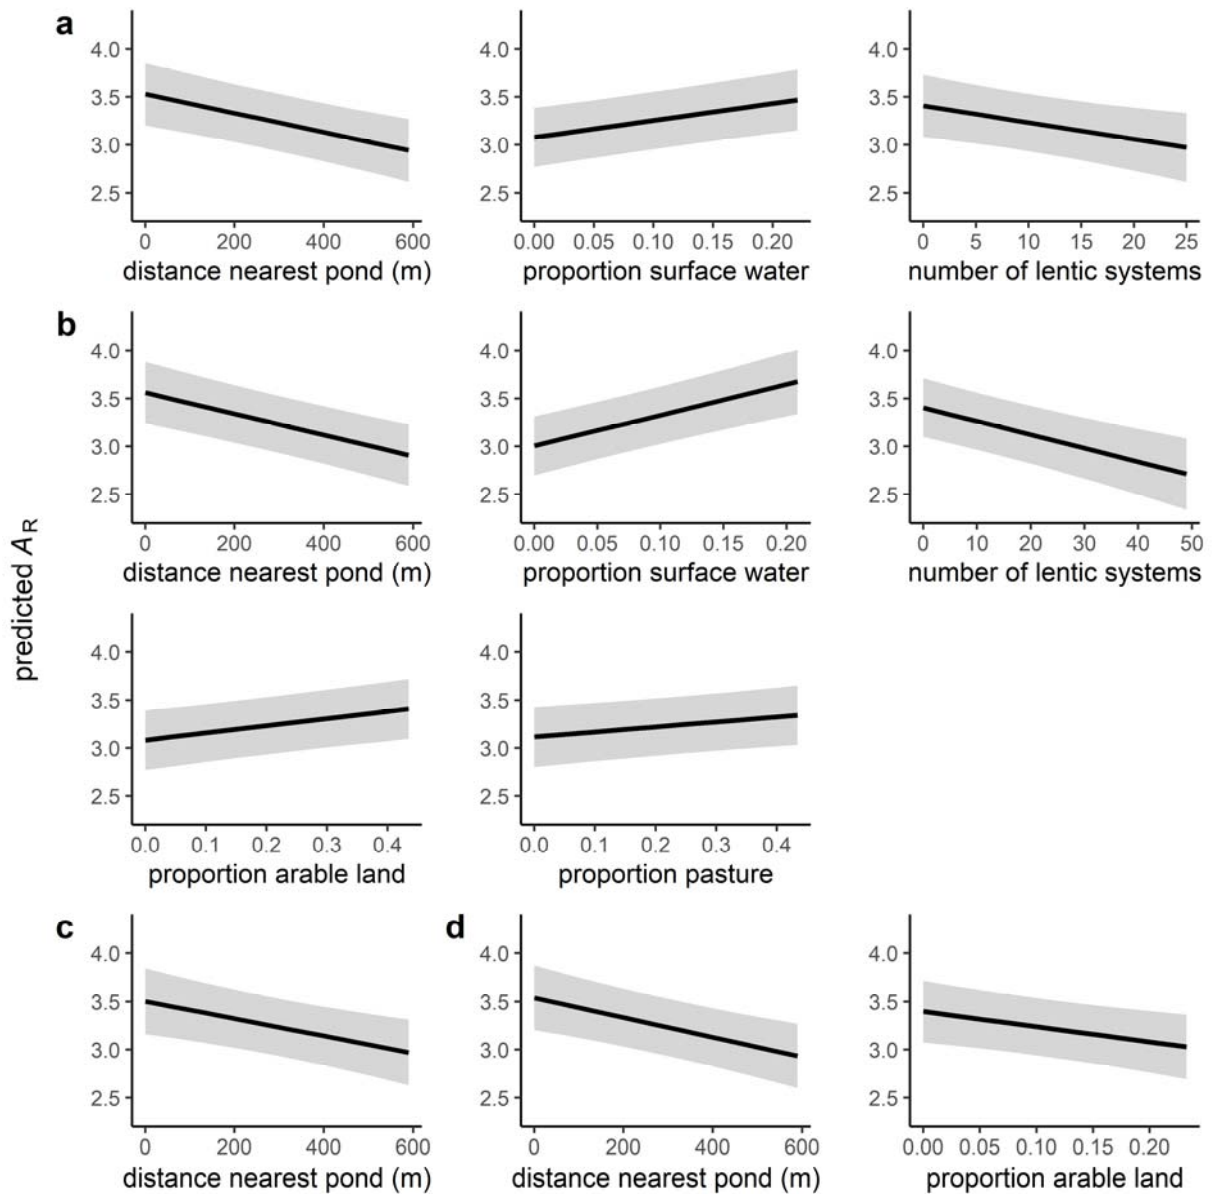 a
4.0
3.5
3.0
2.5
0 200 400 600
distance nearest pond (m)
4.0
3.5
3.0
2.5
0.00 0.05 0.10 0.15 0.20
proportion surface water
4.0
3.5
3.0
2.5
0 5 10 15 20 25
number of lentic systems
b
predicted AR
4.0
3.5
3.0
2.5
0 200 400 600
distance nearest pond (m)
4.0
3.5
3.0
2.5
0.00 0.05 0.10 0.15 0.20
proportion surface water
4.0
3.5
3.0
2.5
0 10 20 30 40 50
number of lentic systems
4.0
3.5
3.0
2.5
0.0 0.1 0.2 0.3 0.4
proportion arable land
4.0
3.5
3.0
2.5
0.0 0.1 0.2 0.3 0.4
proportion pasture
c
4.0
3.5
3.0
2.5
0 200 400 600
distance nearest pond (m)
d
4.0
3.5
3.0
2.5
0 200 400 600
distance nearest pond (m)
4.0
3.5
3.0
2.5
0.00 0.05 0.10 0.15 0.20
proportion arable land